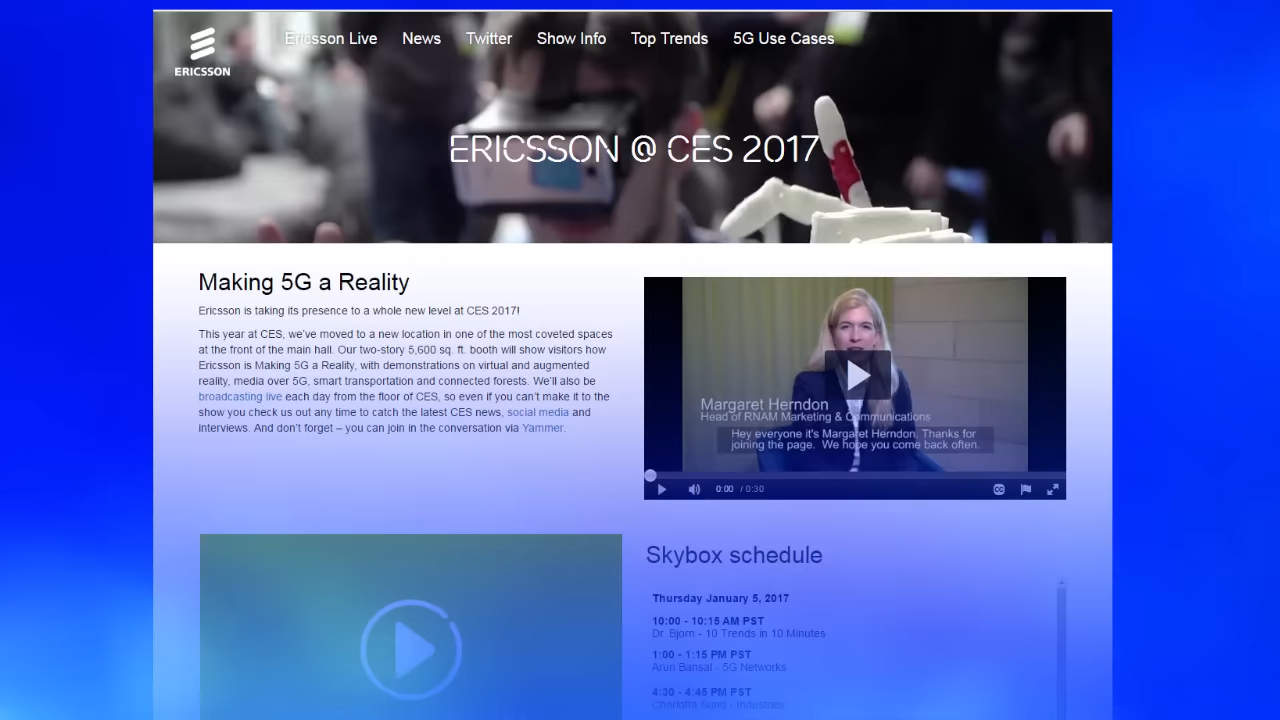 Ericsson Live News Twitter Show Info Top Trends 5G Use Cases
ERICSSON
ERICSSON @ CES 2017
Making 5G a Reality
Ericsson is taking its presence to a whole new level at CES 2017!
This year at CES, we've moved to a new location in one of the most coveted spaces
at the front of the main hall. Our two-story 5,600 sq. ft. booth will show visitors how
Ericsson is Making 5G a Reality, with demonstrations on virtual and augmented
reality, media over 5G, smart transportation and connected forests. We'll also be
broadcasting live each day from the floor of CES, so even if you can't make it to the
show you check us out any time to catch the latest CES news, social media and
interviews. And don't forget – you can join in the conversation via Yammer.
Margaret Herndon
Head of RNAM Marketing & Communications
Hey everyone it's Margaret Herndon. Thanks for
joining the page. We hope you come back often.
0:00 / 0:30
CC
Skybox schedule
Thursday January 5, 2017
10:00 - 10:15 AM PST
Dr. Bjorn - 10 Trends in 10 Minutes
1:00 - 1:15 PM PST
Arun Bansal - 5G Networks
4:30 - 4:45 PM PST
Charlotta Sund - Industries